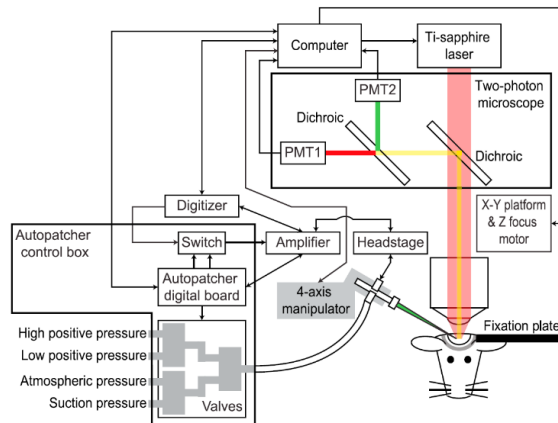 Computer
Ti-sapphire
laser
Two-photon
microscope
PMT2
Dichroic
PMT1
Dichroic
Digitizer
X-Y platform
& Z focus
motor
Autopatcher
control box
Switch
Amplifier
Headstage
Autopatcher
digital board
4-axis
manipulator
High positive pressure
Low positive pressure
Fixation plate
Atmospheric pressure
Suction pressure
Valves